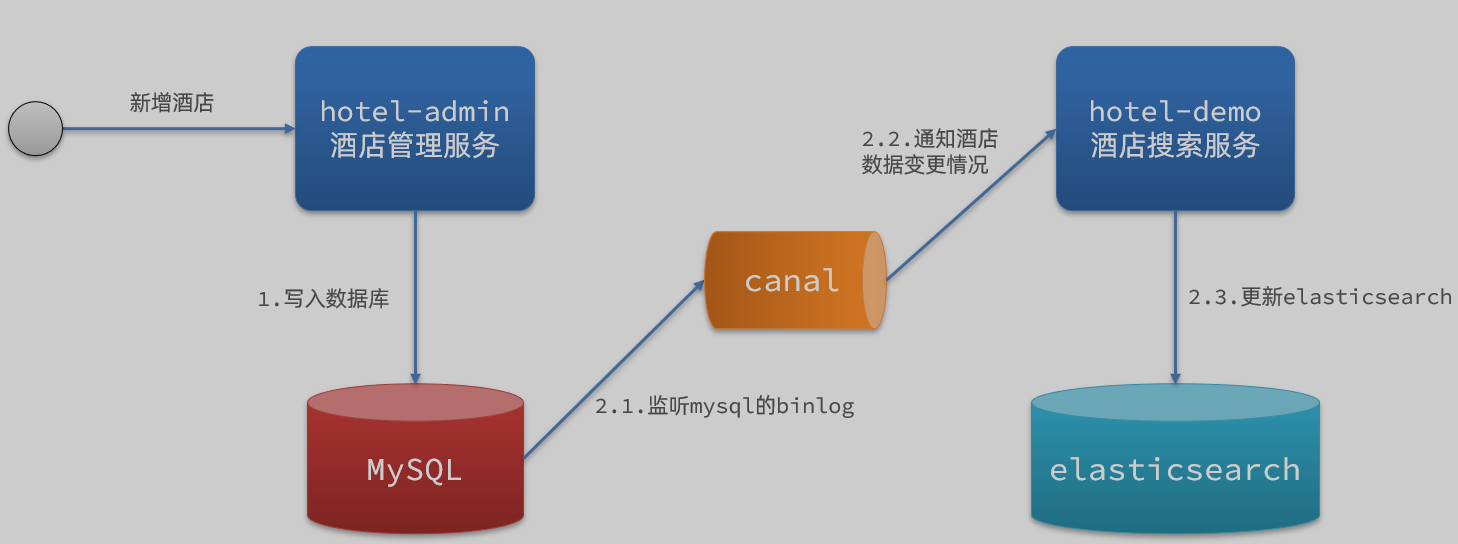 新增酒店
hotel-admin
酒店管理服务
hotel-demo
酒店搜索服务
2.2.通知酒店
数据变更情况
canal
1.写入数据库
2.3.更新elasticsearch
2.1.监听mysql的binlog
MySQL
elasticsearch